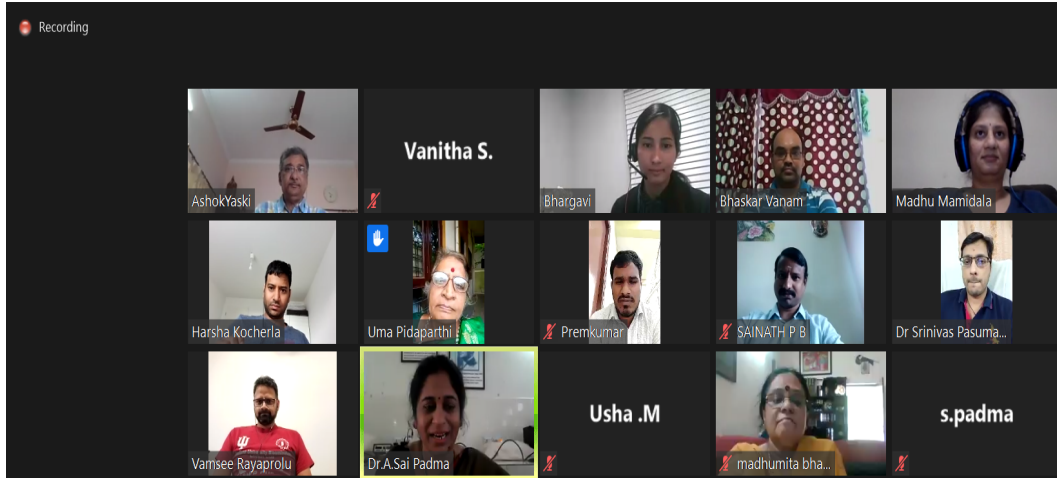 Recording
AshokYaski
Vanitha S.
Bhargavi
Bhaskar Vanam
Madhu Mamidala
Harsha Kocherla
Uma Pidaparthi
Premkumar
SAINATH P B
Dr Srinivas Pasuma...
Vamsee Rayaprolu
Dr.A.Sai Padma
Usha .M
madhumita bha...
s.padma